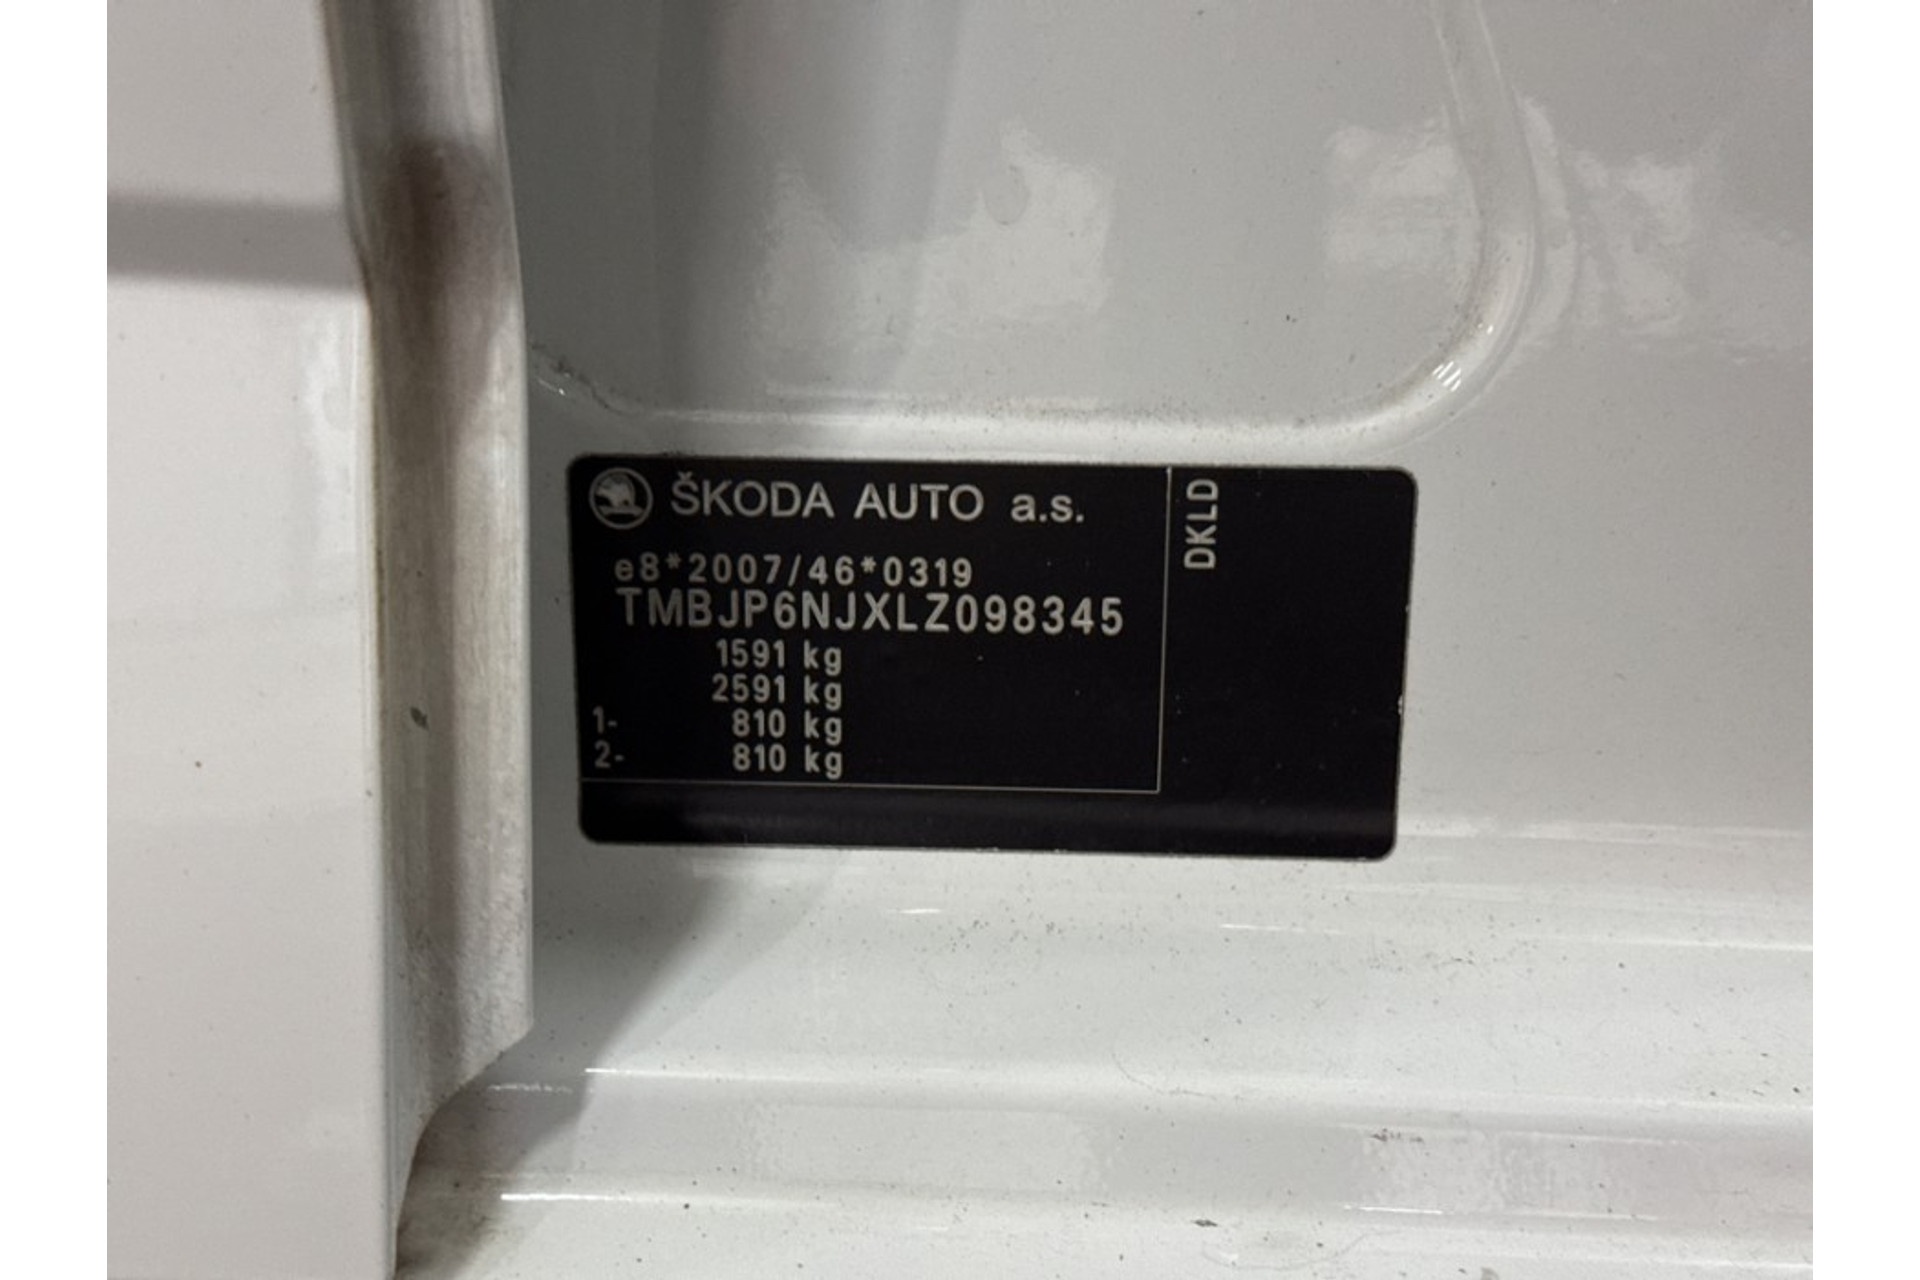 ŠKODA AUTO a.s.
e8*2007/46*0319
TMBJP6NJXLZ098345
1591 kg
2591 kg
1- 810 kg
2- 810 kg
DKLD